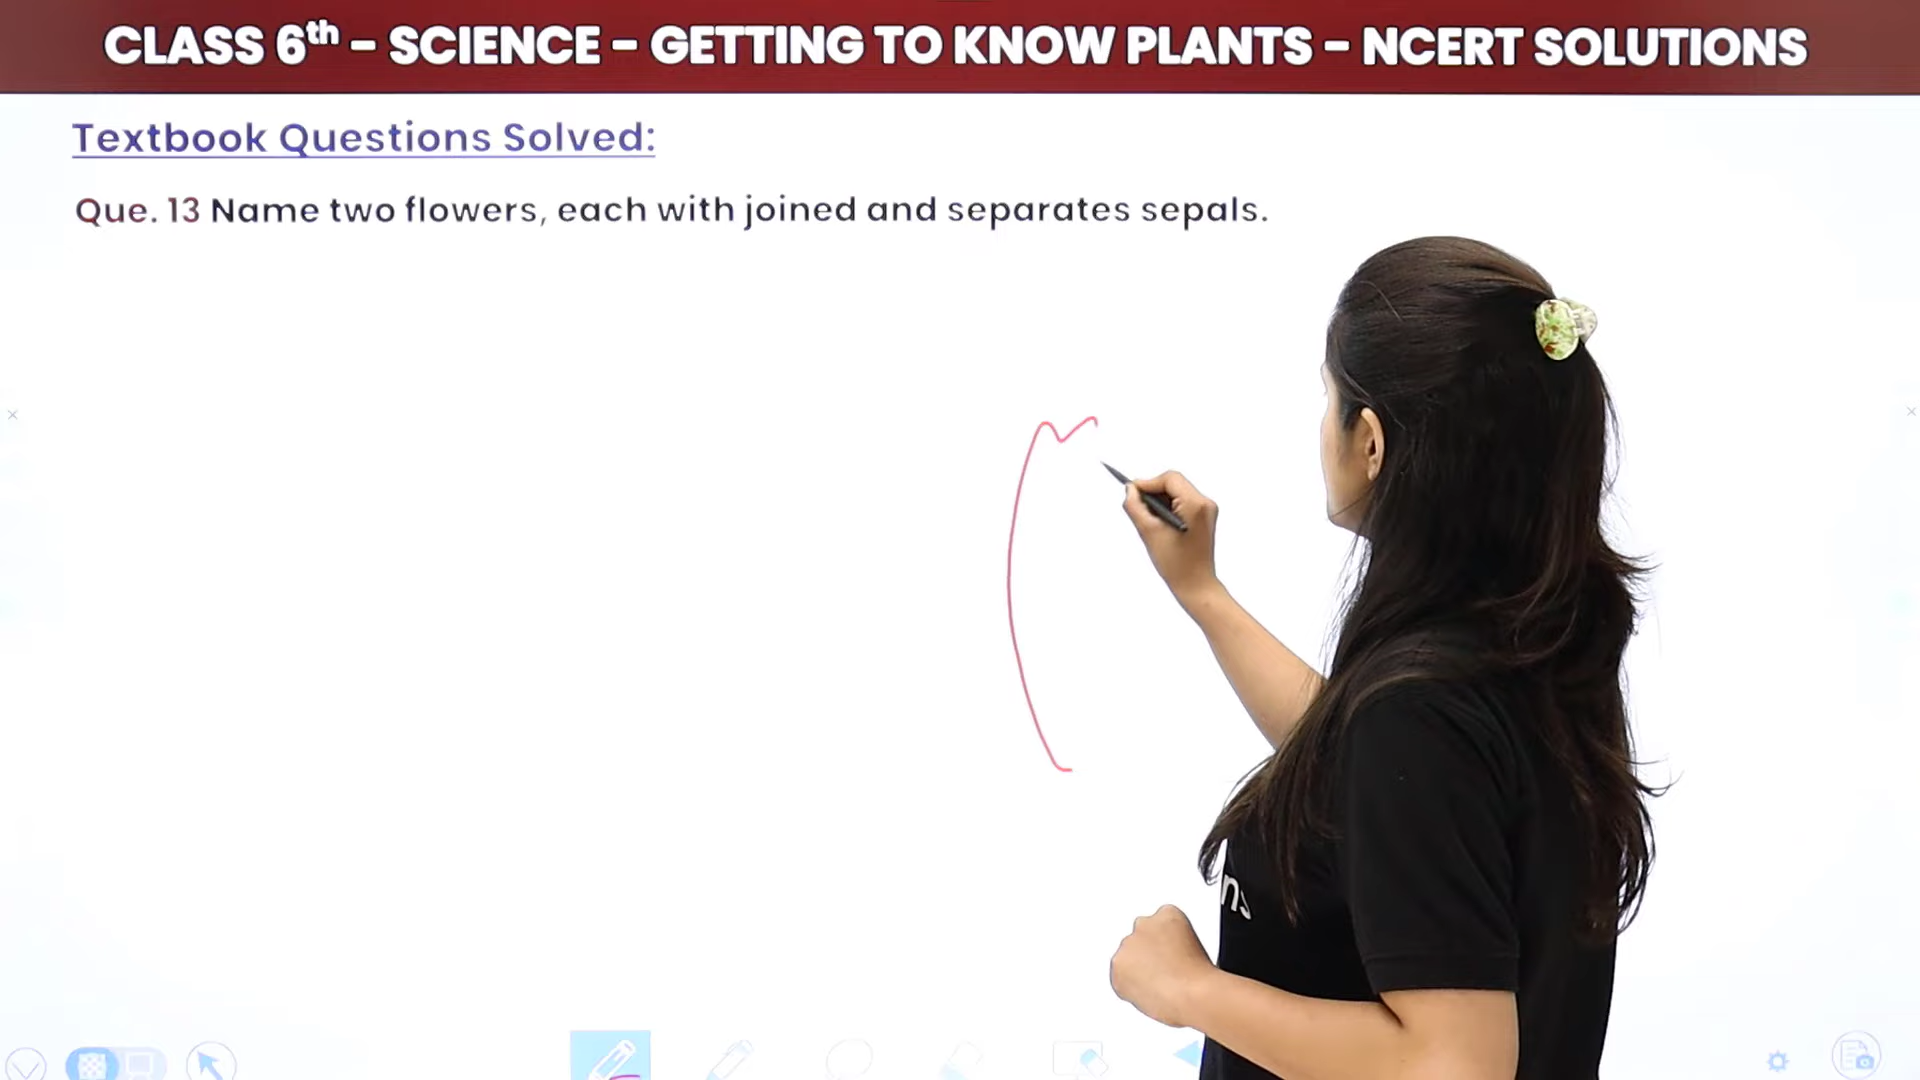 CLASS 6th - SCIENCE - GETTING TO KNOW PLANTS - NCERT SOLUTIONS
Textbook Questions Solved:
Que. 13 Name two flowers, each with joined and separates sepals.